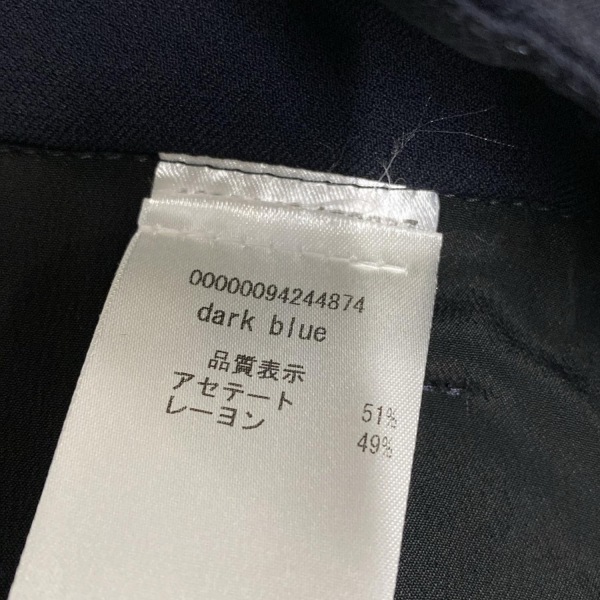 00000094244874
dark blue
品質表示
アセテート 51%
レーヨン 49%